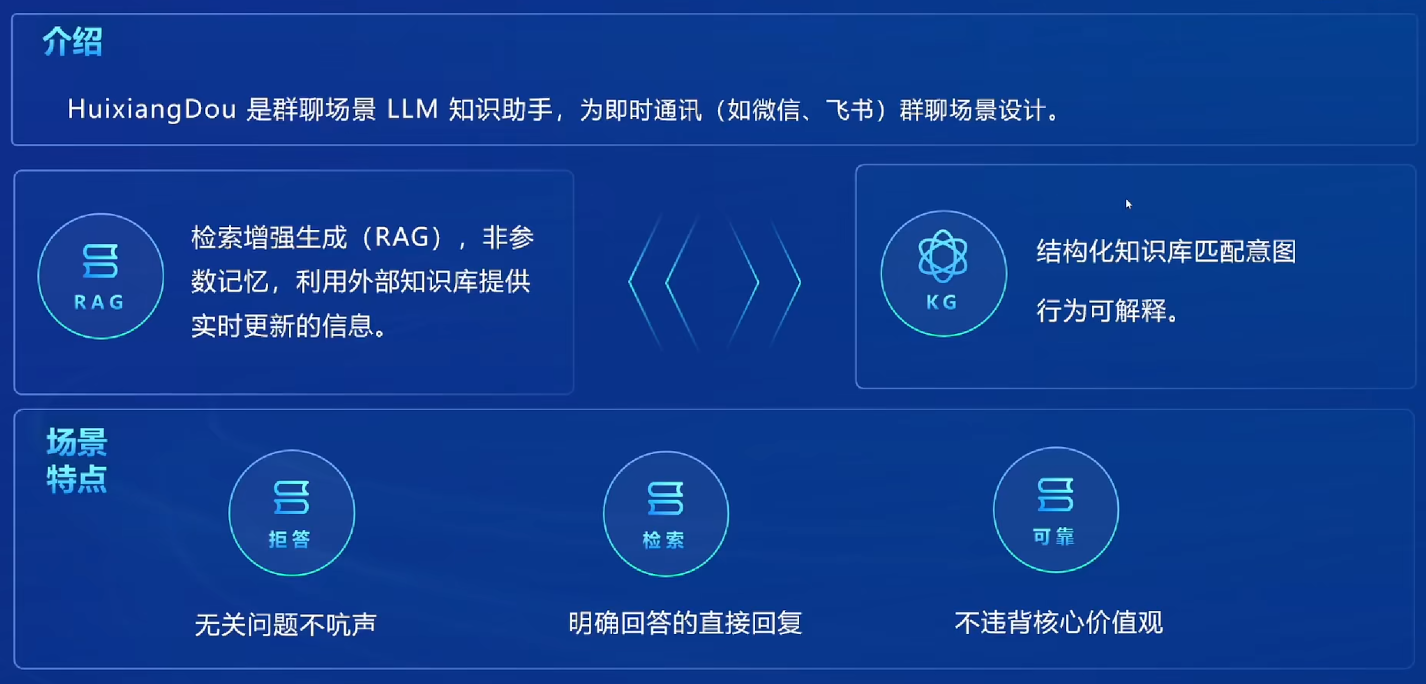 介绍
HuixiangDou 是群聊场景 LLM 知识助手，为即时通讯（如微信、飞书）群聊场景设计。
RAG
检索增强生成（RAG），非参
数记忆，利用外部知识库提供
实时更新的信息。
KG
结构化知识库匹配意图
行为可解释。
场景
特点
拒答
无关问题不吭声
检索
明确回答的直接回复
可靠
不违背核心价值观